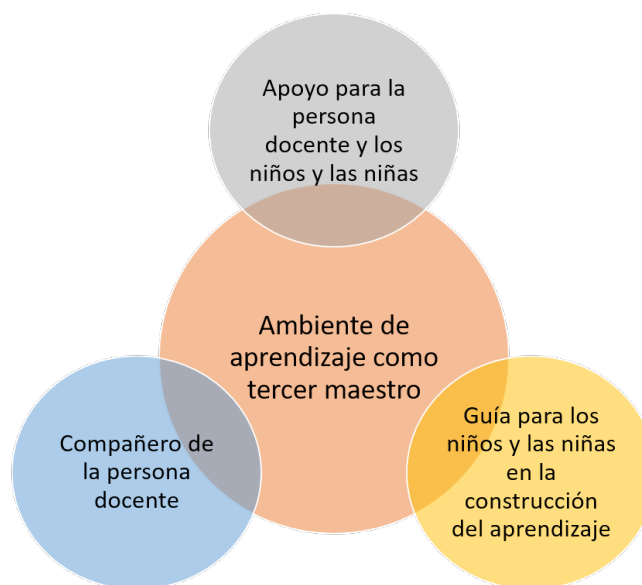 Apoyo para la
persona
docente y los
niños y las niñas
Ambiente de
aprendizaje como
tercer maestro
Compañero de
la persona
docente
Guía para los
niños y las niñas
en la
construcción
del aprendizaje